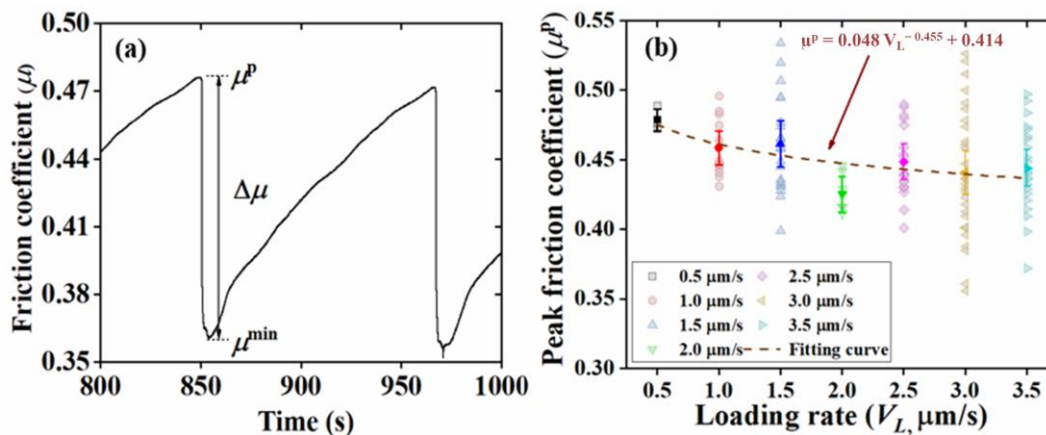 (a)
Friction coefficient (μ)
0.50
0.47
0.44
0.41
0.38
0.35
μᵖ
Δμ
μᵐⁱⁿ
800
850
900
950
1000
Time (s)
(b)
Peak friction coefficient (μᵖ)
0.55
0.50
0.45
0.40
0.35
0.30
μᵖ = 0.048 V_L⁻⁰·⁴⁵⁵ + 0.414
0.5 μm/s
2.5 μm/s
1.0 μm/s
3.0 μm/s
1.5 μm/s
3.5 μm/s
2.0 μm/s
Fitting curve
0.5
1.0
1.5
2.0
2.5
3.0
3.5
Loading rate (V_L, μm/s)